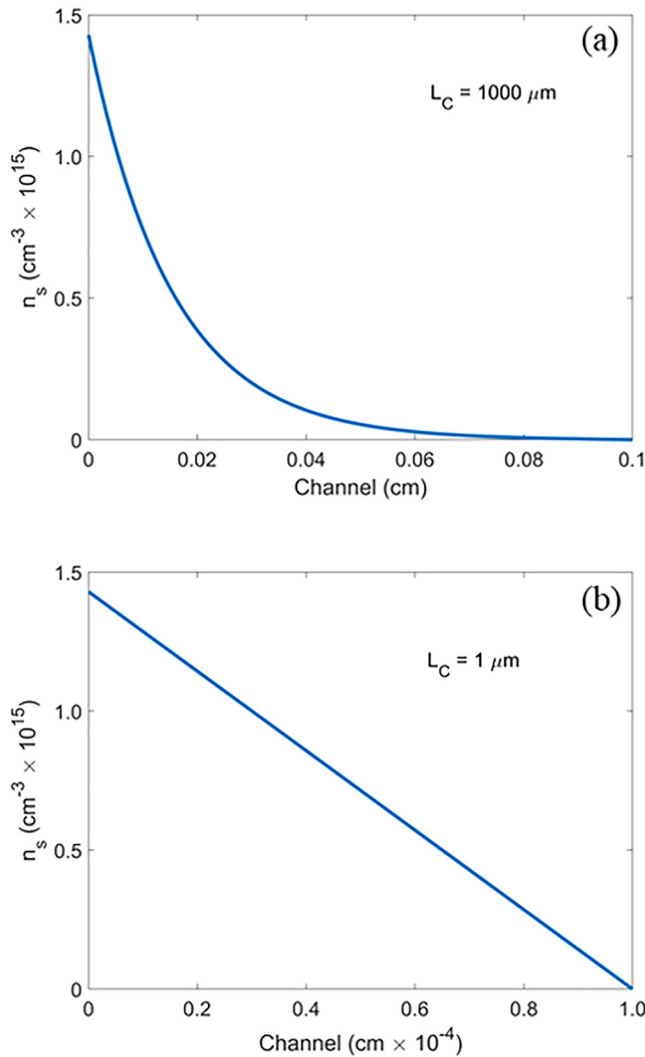 (a)
L_C = 1000 μm
1.5
1.0
0.5
0
n_s (cm^-3 × 10^15)
0 0.02 0.04 0.06 0.08 0.1
Channel (cm)
(b)
L_C = 1 μm
1.5
1.0
0.5
0
n_s (cm^-3 × 10^15)
0 0.2 0.4 0.6 0.8 1.0
Channel (cm × 10^-4)